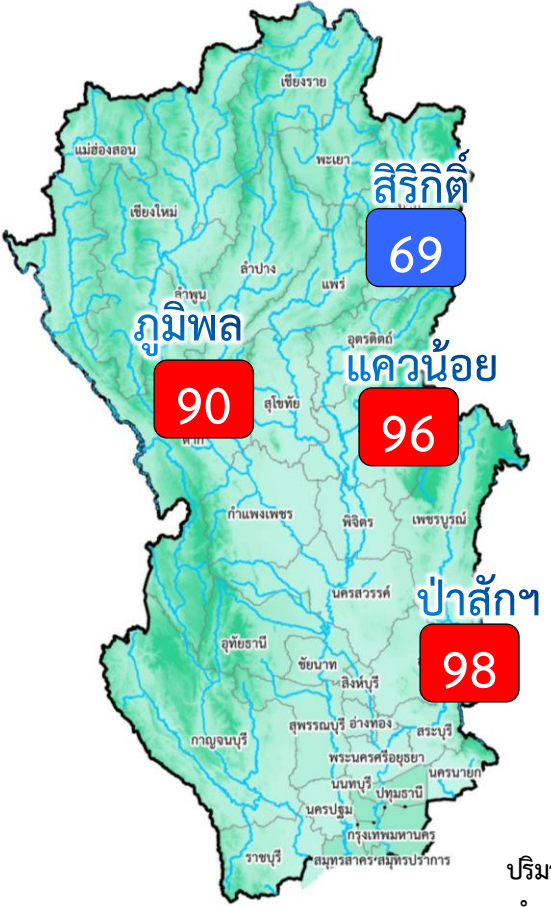 เชียงราย
แม่ฮ่องสอน
พะเยา
สิริกิติ์
69
เชียงใหม่
ลำปาง
แพร่
ลำพูน
ภูมิพล
90
อุตรดิตถ์
แควน้อย
96
สุโขทัย
ตาก
กำแพงเพชร
พิจิตร
เพชรบูรณ์
นครสวรรค์
ป่าสักฯ
98
อุทัยธานี
ชัยนาท
สิงห์บุรี
สุพรรณบุรี
อ่างทอง
สระบุรี
กาญจนบุรี
พระนครศรีอยุธยา
นครนายก
นนทบุรี
ปทุมธานี
นครปฐม
กรุงเทพมหานคร
ราชบุรี
สมุทรสาคร
สมุทรปราการ